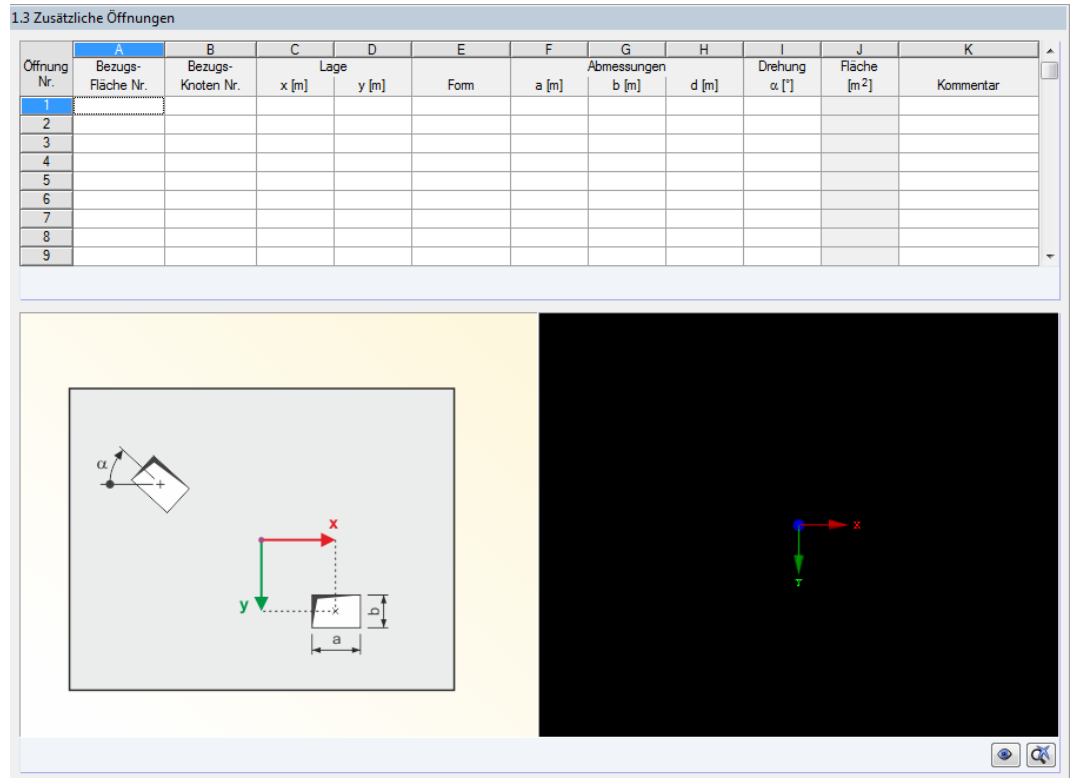 1.3 Zusätzliche Öffnungen
A B C D E F G H I J K
Öffnung Bezugs- Bezugs- Lage Abmessungen Drehung Fläche
Nr. Fläche Nr. Knoten Nr. x [m] y [m] Form a [m] b [m] d [m] α [°] [m²] Kommentar
1
2
3
4
5
6
7
8
9
α
x
y
b
a
X
Y